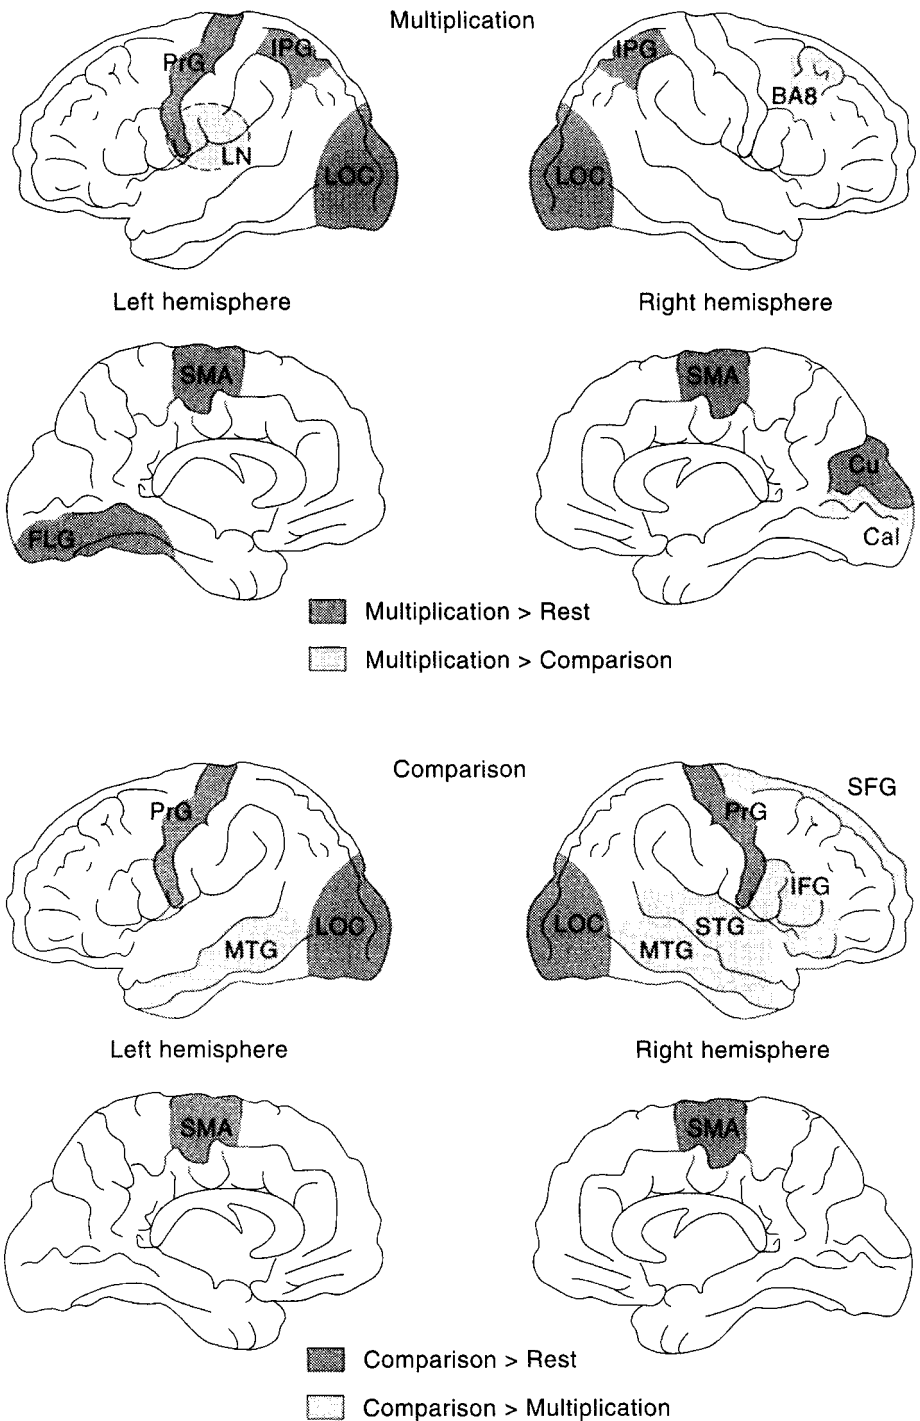 Multiplication
PrG
IPG
LN
LOC
IPG
BA8
LOC
Left hemisphere
Right hemisphere
SMA
FLG
SMA
Cu
Cal
Multiplication > Rest
Multiplication > Comparison
Comparison
PrG
MTG
LOC
SFG
PrG
IFG
LOC
STG
MTG
Left hemisphere
Right hemisphere
SMA
SMA
Comparison > Rest
Comparison > Multiplication